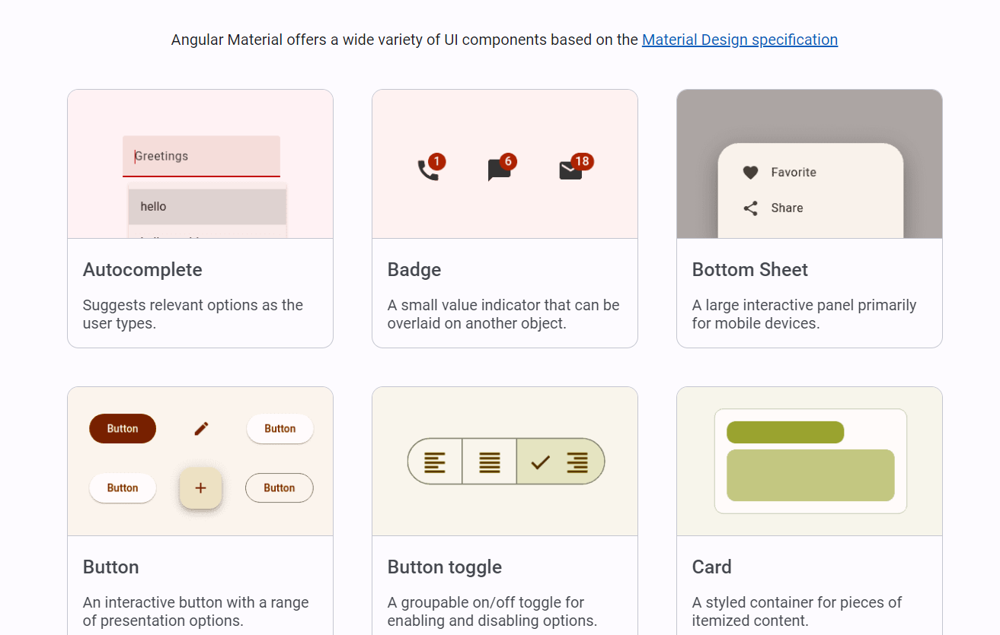 Angular Material offers a wide variety of UI components based on the Material Design specification
Greetings
hello
1
6
18
Favorite
Share
Autocomplete
Suggests relevant options as the
user types.
Badge
A small value indicator that can be
overlaid on another object.
Bottom Sheet
A large interactive panel primarily
for mobile devices.
Button
Button
Button
Button
Button
An interactive button with a range
of presentation options.
Button toggle
A groupable on/off toggle for
enabling and disabling options.
Card
A styled container for pieces of
itemized content.